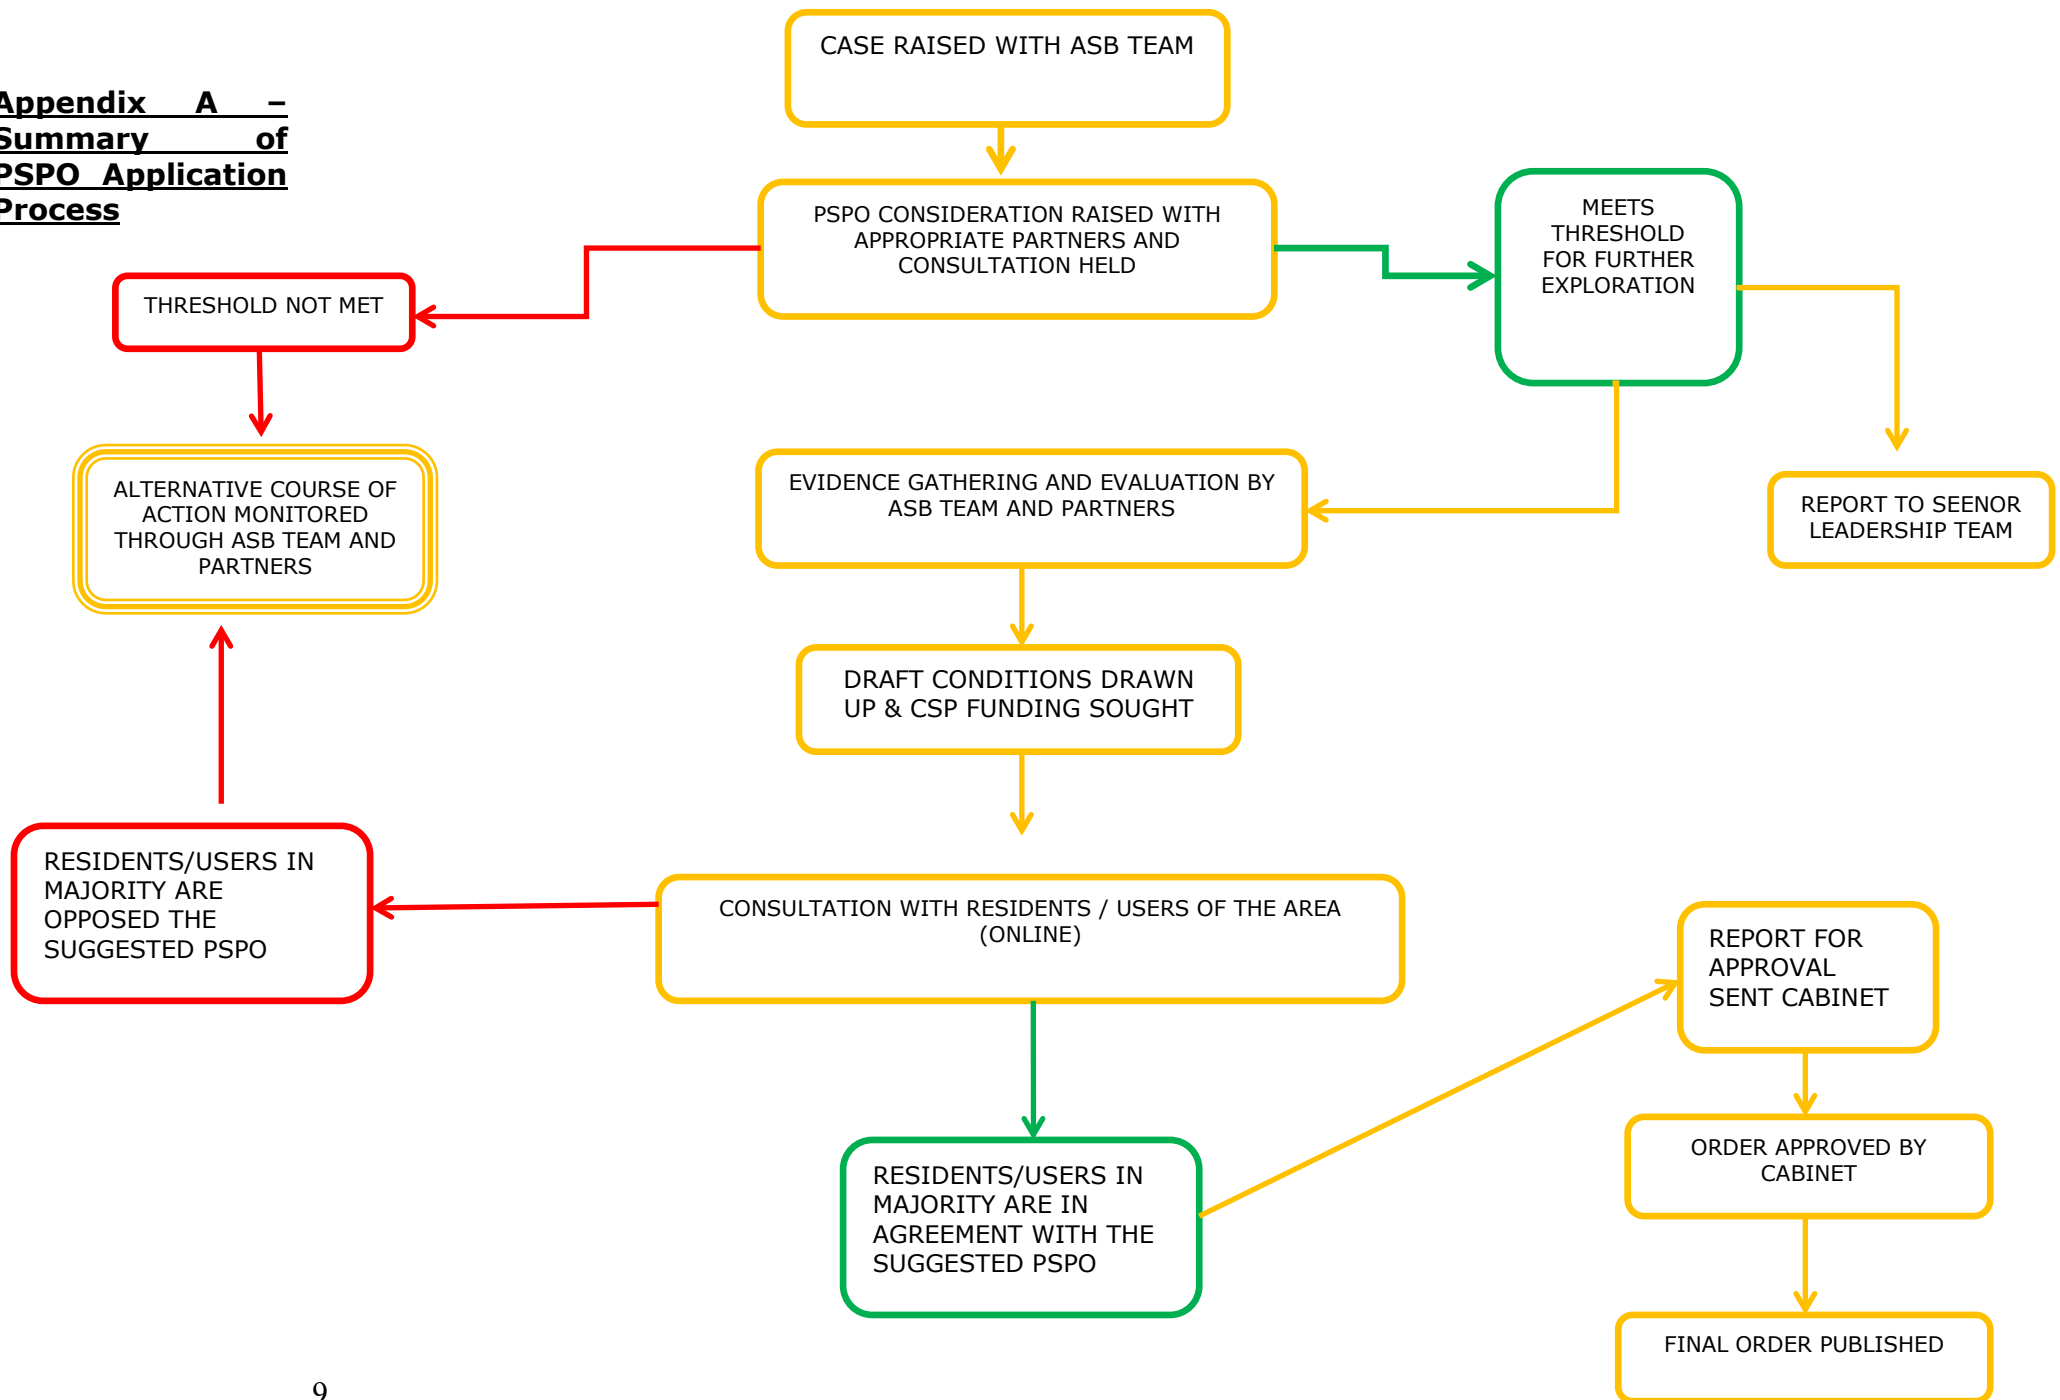 CASE RAISED WITH ASB TEAM
Appendix A –
Summary of
PSPO Application
Process
PSPO CONSIDERATION RAISED WITH
APPROPRIATE PARTNERS AND
CONSULTATION HELD
MEETS
THRESHOLD
FOR FURTHER
EXPLORATION
THRESHOLD NOT MET
ALTERNATIVE COURSE OF
ACTION MONITORED
THROUGH ASB TEAM AND
PARTNERS
EVIDENCE GATHERING AND EVALUATION BY
ASB TEAM AND PARTNERS
REPORT TO SEENOR
LEADERSHIP TEAM
DRAFT CONDITIONS DRAWN
UP & CSP FUNDING SOUGHT
RESIDENTS/USERS IN
MAJORITY ARE
OPPOSED THE
SUGGESTED PSPO
CONSULTATION WITH RESIDENTS / USERS OF THE AREA
(ONLINE)
REPORT FOR
APPROVAL
SENT CABINET
RESIDENTS/USERS IN
MAJORITY ARE IN
AGREEMENT WITH THE
SUGGESTED PSPO
ORDER APPROVED BY
CABINET
FINAL ORDER PUBLISHED
9